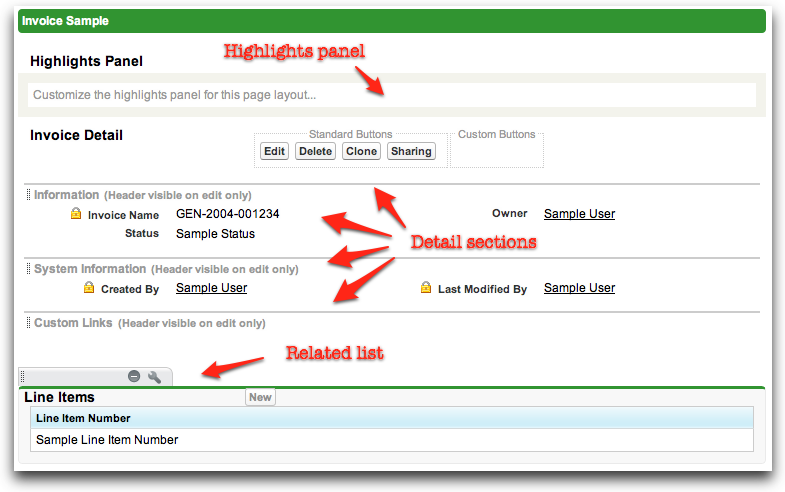 Invoice Sample
Highlights panel
Highlights Panel
Customize the highlights panel for this page layout...
Invoice Detail
Standard Buttons Custom Buttons
Edit Delete Clone Sharing
Information (Header visible on edit only)
Invoice Name GEN-2004-001234 Owner Sample User
Status Sample Status
Detail sections
System Information (Header visible on edit only)
Created By Sample User Last Modified By Sample User
Custom Links (Header visible on edit only)
Related list
Line Items New
Line Item Number
Sample Line Item Number